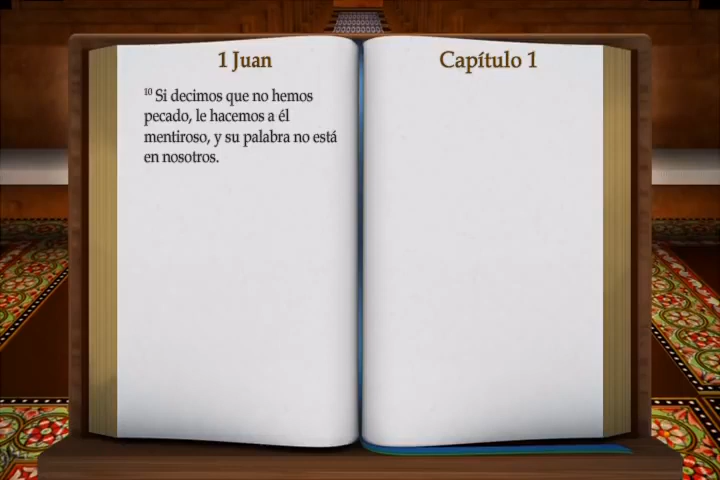 1 Juan
Capítulo 1
10 Si decimos que no hemos
pecado, le hacemos a él
mentiroso, y su palabra no está
en nosotros.